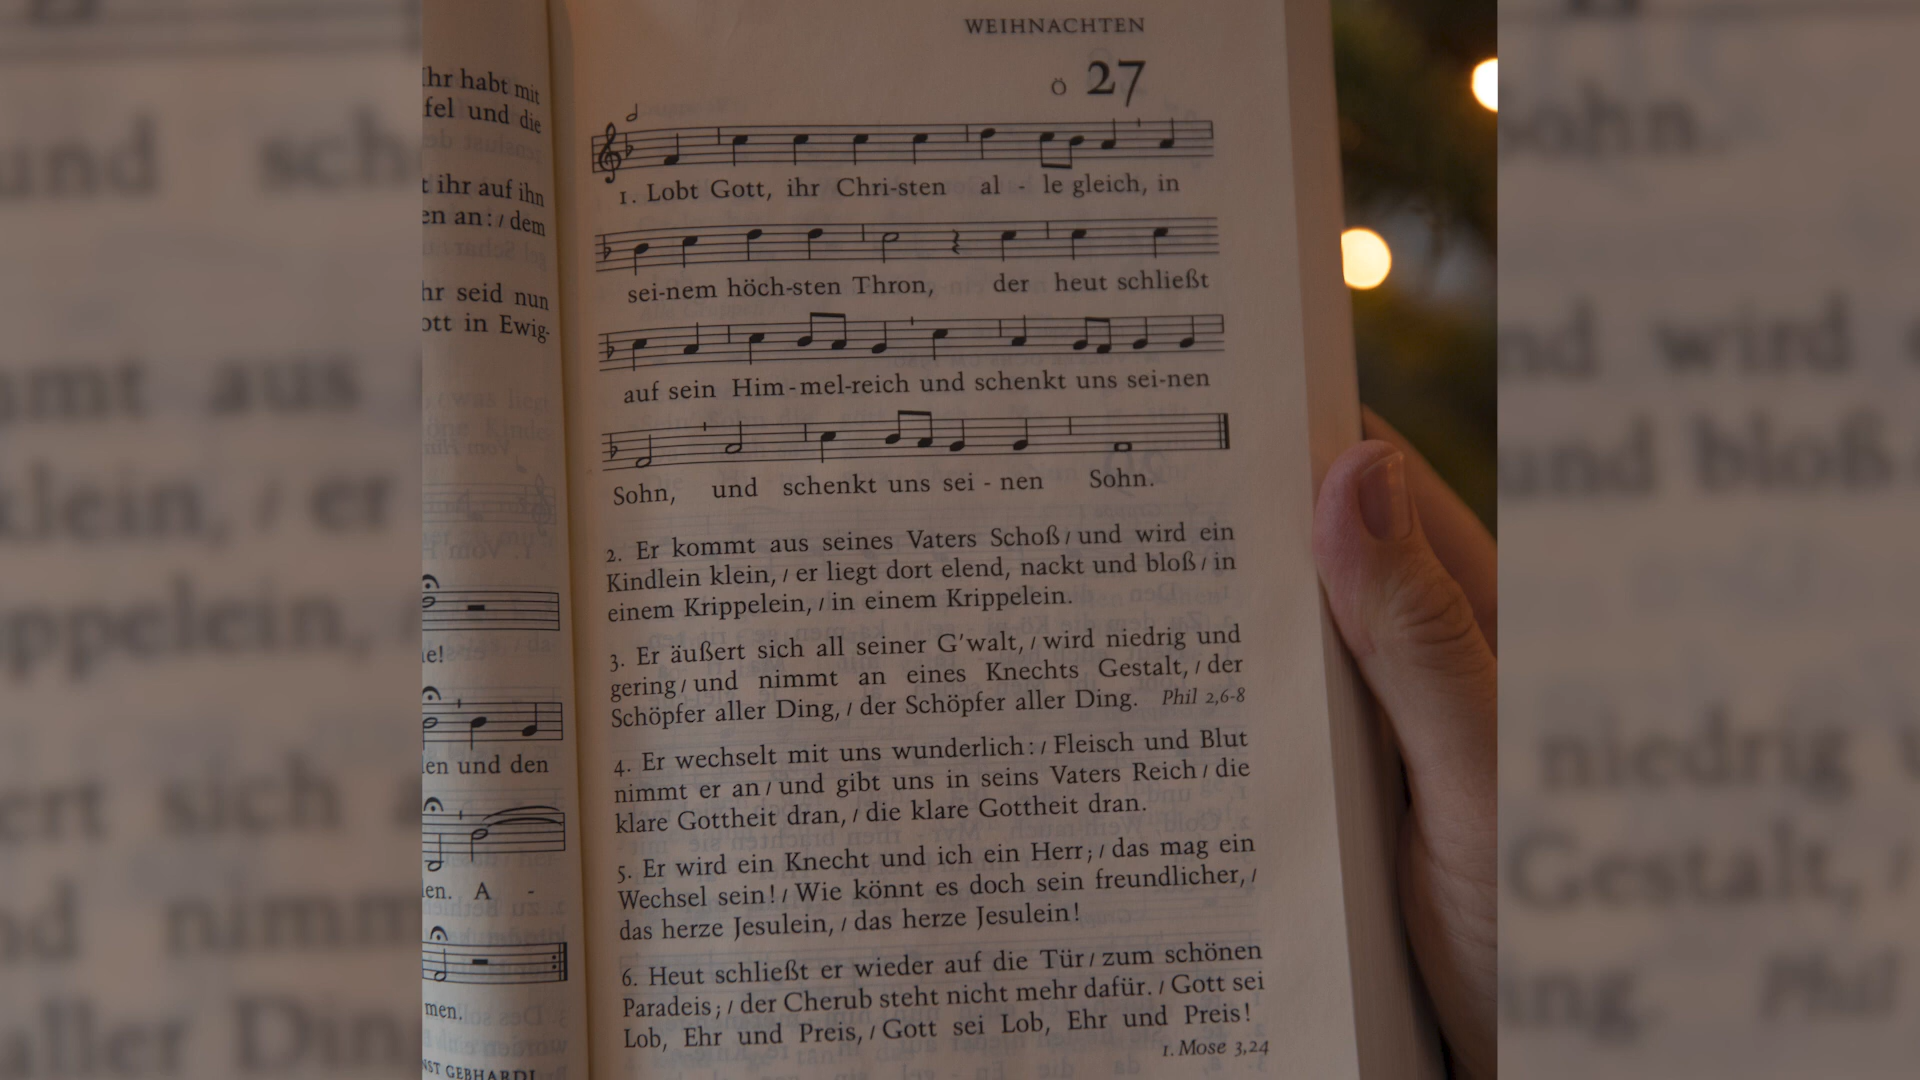 Ihr habt mit
fel und die
t ihr auf ihn
en an: / dem
hr seid nun
ott in Ewig-
le!
len und den
len. A -
men.
NST GEBHARDI
WEIHNACHTEN
ö 27
1. Lobt Gott, ihr Chri-sten al - le gleich, in
sei-nem höch-sten Thron, der heut schließt
auf sein Him-mel-reich und schenkt uns sei-nen
Sohn, und schenkt uns sei - nen Sohn.
2. Er kommt aus seines Vaters Schoß / und wird ein
Kindlein klein, / er liegt dort elend, nackt und bloß / in
einem Krippelein, / in einem Krippelein.
3. Er äußert sich all seiner G'walt, / wird niedrig und
gering / und nimmt an eines Knechts Gestalt, / der
Schöpfer aller Ding, / der Schöpfer aller Ding. Phil 2,6-8
4. Er wechselt mit uns wunderlich: / Fleisch und Blut
nimmt er an / und gibt uns in seins Vaters Reich / die
klare Gottheit dran, / die klare Gottheit dran.
5. Er wird ein Knecht und ich ein Herr; / das mag ein
Wechsel sein! / Wie könnt es doch sein freundlicher, /
das herze Jesulein, / das herze Jesulein!
6. Heut schließt er wieder auf die Tür / zum schönen
Paradeis; / der Cherub steht nicht mehr dafür. / Gott sei
Lob, Ehr und Preis, / Gott sei Lob, Ehr und Preis!
1. Mose 3,24